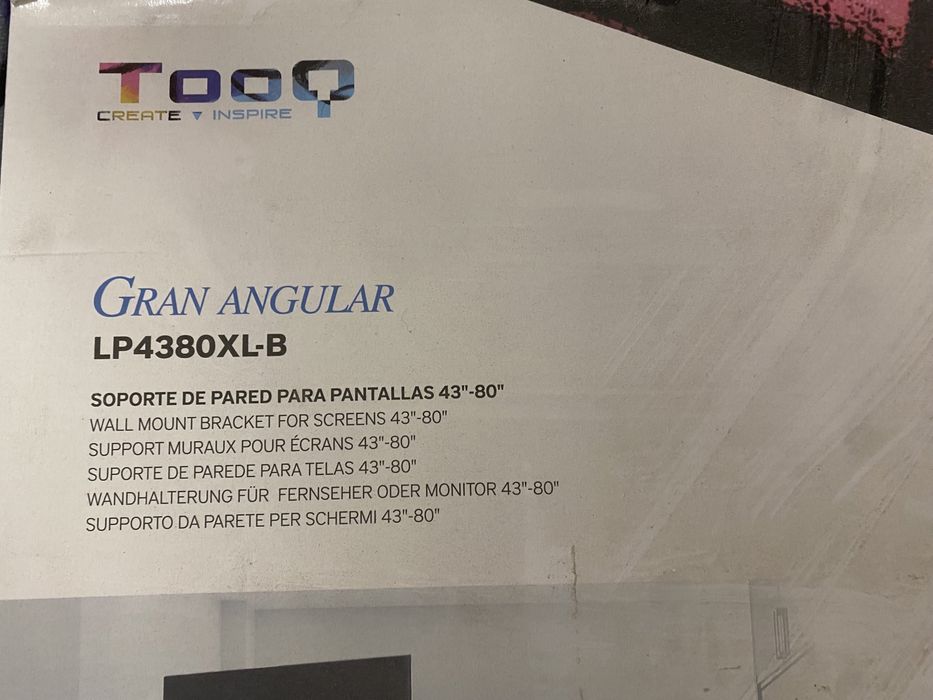 TooQ
CREATE ▼ INSPIRE
GRAN ANGULAR
LP4380XL-B
SOPORTE DE PARED PARA PANTALLAS 43"-80"
WALL MOUNT BRACKET FOR SCREENS 43"-80"
SUPPORT MURAUX POUR ÉCRANS 43"-80"
SUPORTE DE PAREDE PARA TELAS 43"-80"
WANDHALTERUNG FÜR FERNSEHER ODER MONITOR 43"-80"
SUPPORTO DA PARETE PER SCHERMI 43"-80"